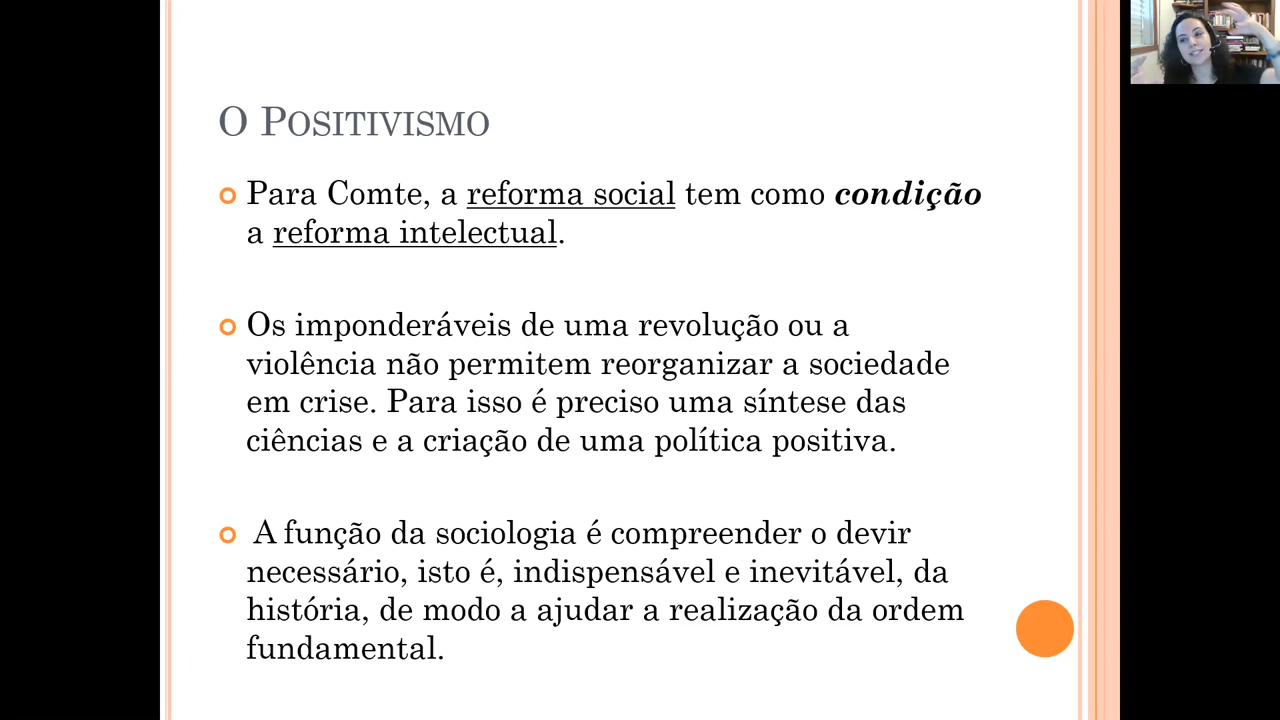 O POSITIVISMO
Para Comte, a reforma social tem como condição
a reforma intelectual.
Os imponderáveis de uma revolução ou a
violência não permitem reorganizar a sociedade
em crise. Para isso é preciso uma síntese das
ciências e a criação de uma política positiva.
A função da sociologia é compreender o devir
necessário, isto é, indispensável e inevitável, da
história, de modo a ajudar a realização da ordem
fundamental.